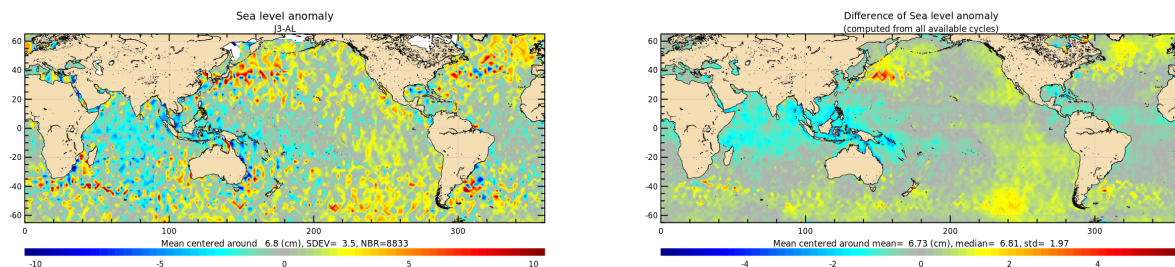 Sea level anomaly
J3-AL
60
40
20
0
-20
-40
-60
0 100 200 300
Mean centered around 6.8 (cm), SDEV= 3.5, NBR=8833
-10 -5 0 5 10
Difference of Sea level anomaly
(computed from all available cycles)
60
40
20
0
-20
-40
-60
0 100 200 300
Mean centered around mean= 6.73 (cm), median= 6.81, std= 1.97
-4 -2 0 2 4